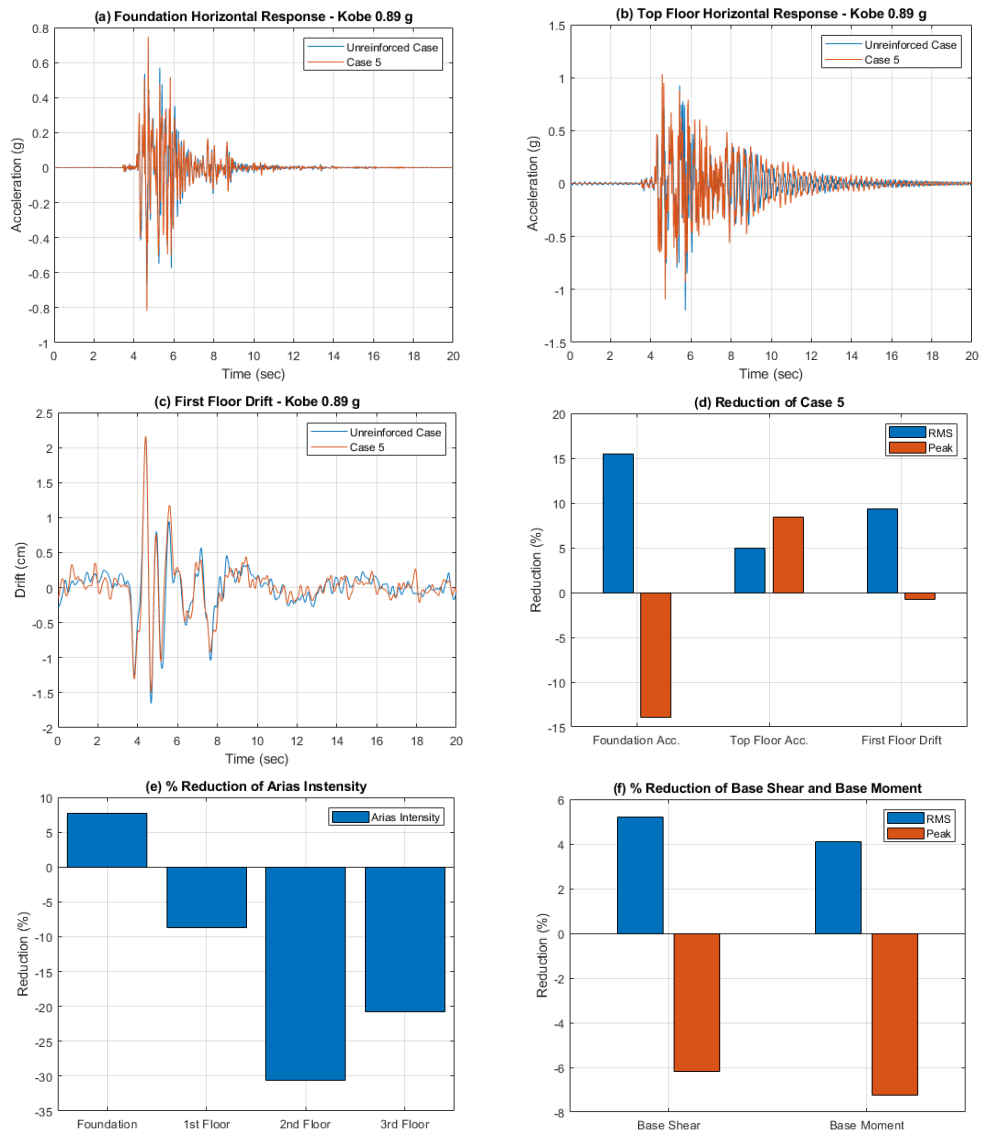 (a) Foundation Horizontal Response - Kobe 0.89 g
Unreinforced Case
Case 5
Acceleration (g)
0.8
0.6
0.4
0.2
0
-0.2
-0.4
-0.6
-0.8
-1
0 2 4 6 8 10 12 14 16 18 20
Time (sec)
(b) Top Floor Horizontal Response - Kobe 0.89 g
Unreinforced Case
Case 5
Acceleration (g)
1.5
1
0.5
0
-0.5
-1
-1.5
0 2 4 6 8 10 12 14 16 18 20
Time (sec)
(c) First Floor Drift - Kobe 0.89 g
Unreinforced Case
Case 5
Drift (cm)
2.5
2
1.5
1
0.5
0
-0.5
-1
-1.5
-2
0 2 4 6 8 10 12 14 16 18 20
Time (sec)
(d) Reduction of Case 5
RMS
Peak
Reduction (%)
20
15
10
5
0
-5
-10
-15
Foundation Acc. Top Floor Acc. First Floor Drift
(e) % Reduction of Arias Instensity
Arias Intensity
Reduction (%)
10
5
0
-5
-10
-15
-20
-25
-30
-35
Foundation 1st Floor 2nd Floor 3rd Floor
(f) % Reduction of Base Shear and Base Moment
RMS
Peak
Reduction (%)
6
4
2
0
-2
-4
-6
-8
Base Shear Base Moment